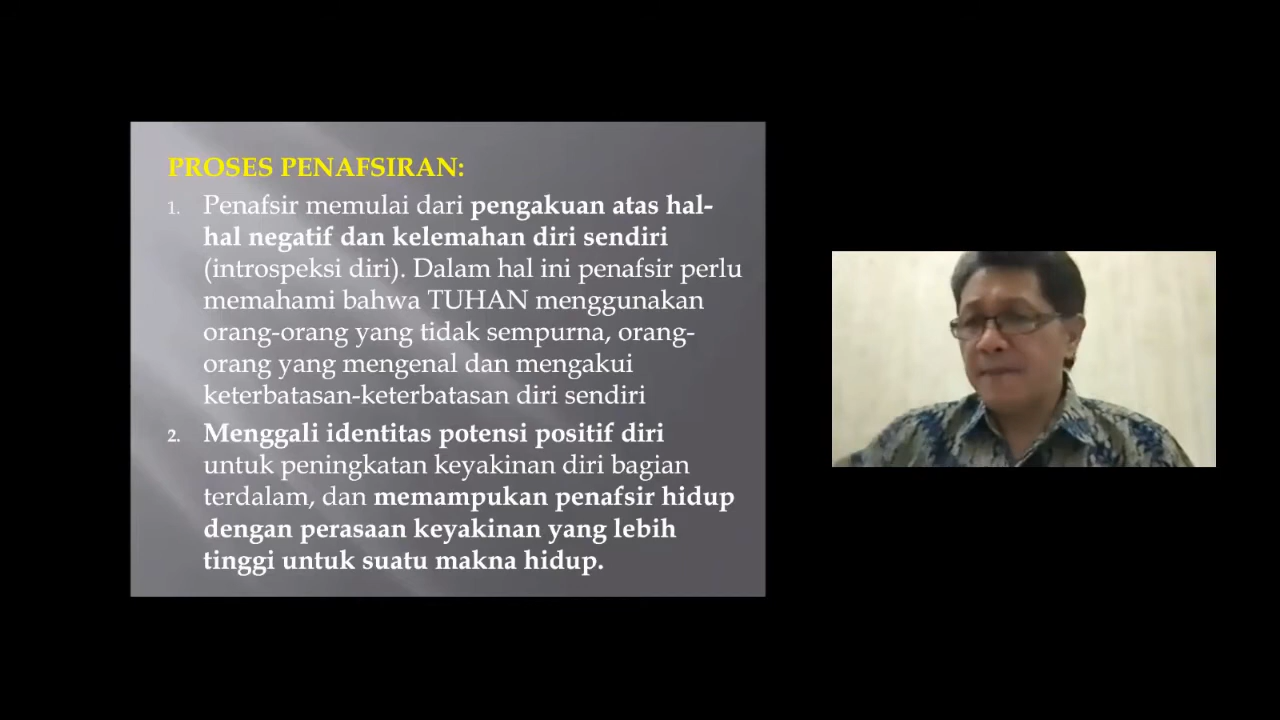 PROSES PENAFSIRAN:
1. Penafsir memulai dari pengakuan atas hal-
hal negatif dan kelemahan diri sendiri
(introspeksi diri). Dalam hal ini penafsir perlu
memahami bahwa TUHAN menggunakan
orang-orang yang tidak sempurna, orang-
orang yang mengenal dan mengakui
keterbatasan-keterbatasan diri sendiri
2. Menggali identitas potensi positif diri
untuk peningkatan keyakinan diri bagian
terdalam, dan memampukan penafsir hidup
dengan perasaan keyakinan yang lebih
tinggi untuk suatu makna hidup.